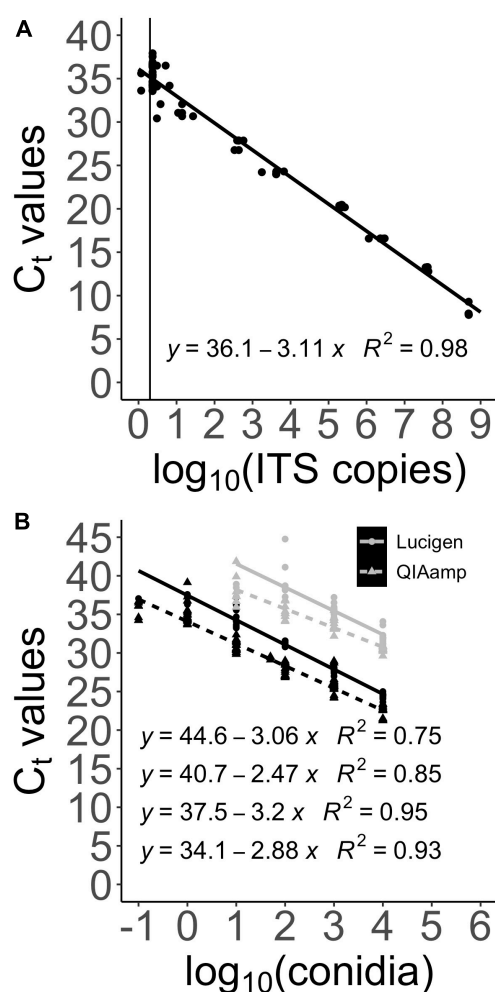 A
40
35
30
25
20
15
10
5
0
Ct values
y = 36.1 – 3.11 x R² = 0.98
0 1 2 3 4 5 6 7 8 9
log₁₀(ITS copies)
B
45
40
35
30
25
20
15
10
5
0
Ct values
Lucigen
QIAamp
y = 44.6 – 3.06 x R² = 0.75
y = 40.7 – 2.47 x R² = 0.85
y = 37.5 – 3.2 x R² = 0.95
y = 34.1 – 2.88 x R² = 0.93
-1 0 1 2 3 4 5 6
log₁₀(conidia)